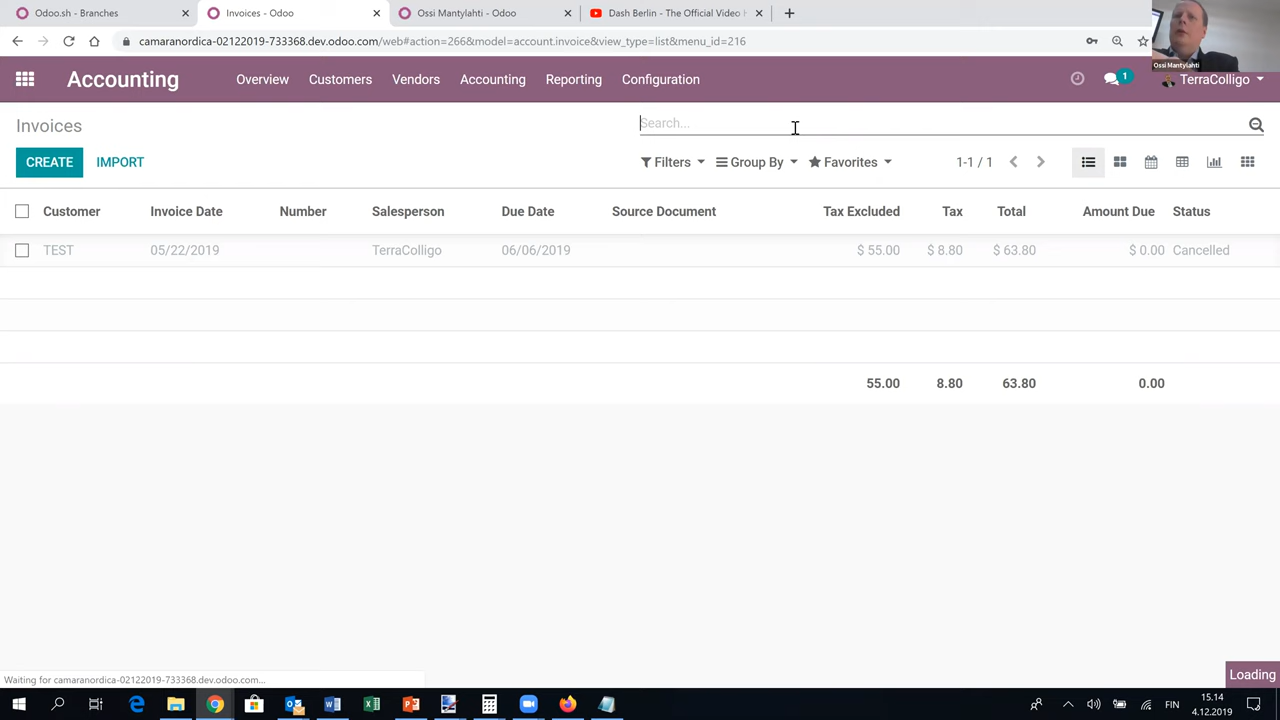 Odoo.sh - Branches
Invoices - Odoo
Ossi Mantylahti - Odoo
Dash Berlin - The Official Video
camaranordica-02122019-733368.dev.odoo.com/web#action=266&model=account.invoice&view_type=list&menu_id=216
Ossi Mantylahti
Accounting
Overview
Customers
Vendors
Accounting
Reporting
Configuration
1
TerraColligo
Invoices
Search...
CREATE
IMPORT
Filters
Group By
Favorites
1-1 / 1
Customer Invoice Date Number Salesperson Due Date Source Document Tax Excluded Tax Total Amount Due Status
TEST 05/22/2019 TerraColligo 06/06/2019 $ 55.00 $ 8.80 $ 63.80 $ 0.00 Cancelled
55.00 8.80 63.80 0.00
Waiting for camaranordica-02122019-733368.dev.odoo.com...
Loading
FIN
15.14
4.12.2019